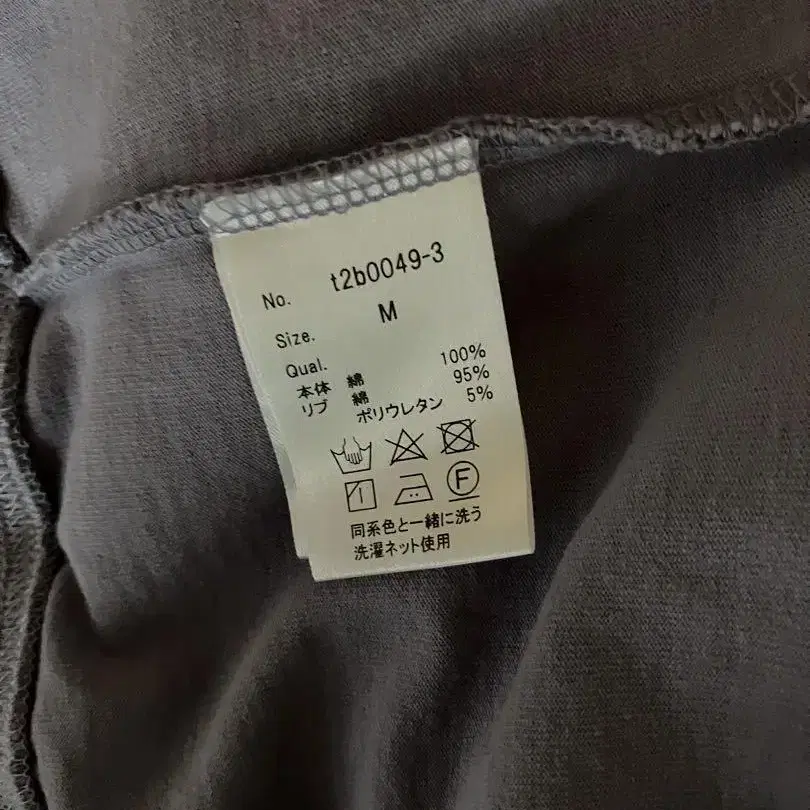 No. t2b0049-3
Size. M
Qual.
本体 綿 100%
リブ 綿 95%
ポリウレタン 5%
F
同系色と一緒に洗う
洗濯ネット使用